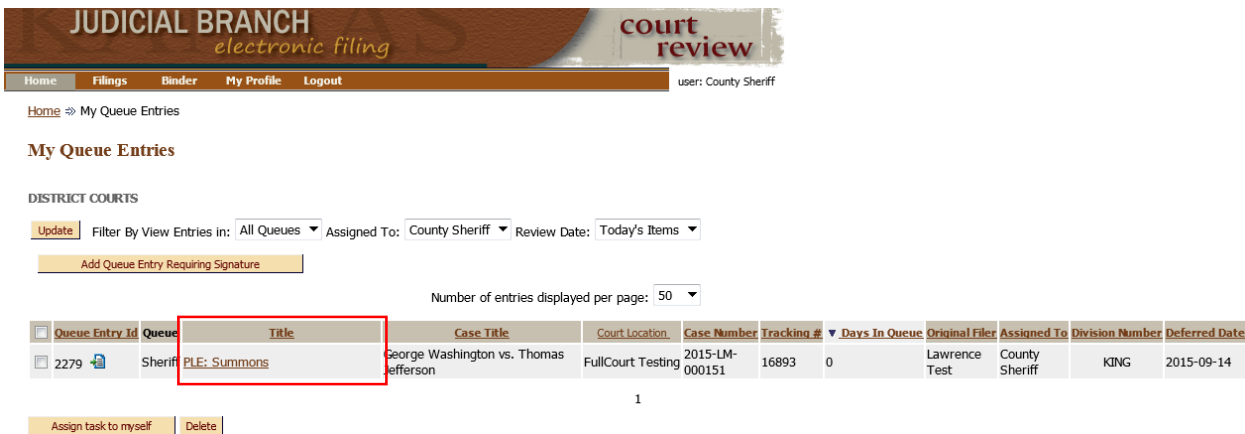 JUDICIAL BRANCH
electronic filing
court
review
Home Filings Binder My Profile Logout user: County Sheriff
Home ⇒ My Queue Entries
My Queue Entries
DISTRICT COURTS
Update Filter By View Entries in: All Queues ▼ Assigned To: County Sheriff ▼ Review Date: Today's Items ▼
Add Queue Entry Requiring Signature
Number of entries displayed per page: 50 ▼
Queue Entry Id Queue Title Case Title Court Location Case Number Tracking # ▼ Days In Queue Original Filer Assigned To Division Number Deferred Date
2279 Sheriff PLE: Summons George Washington vs. Thomas Jefferson FullCourt Testing 2015-LM-000151 16893 0 Lawrence Test County Sheriff KING 2015-09-14
1
Assign task to myself Delete